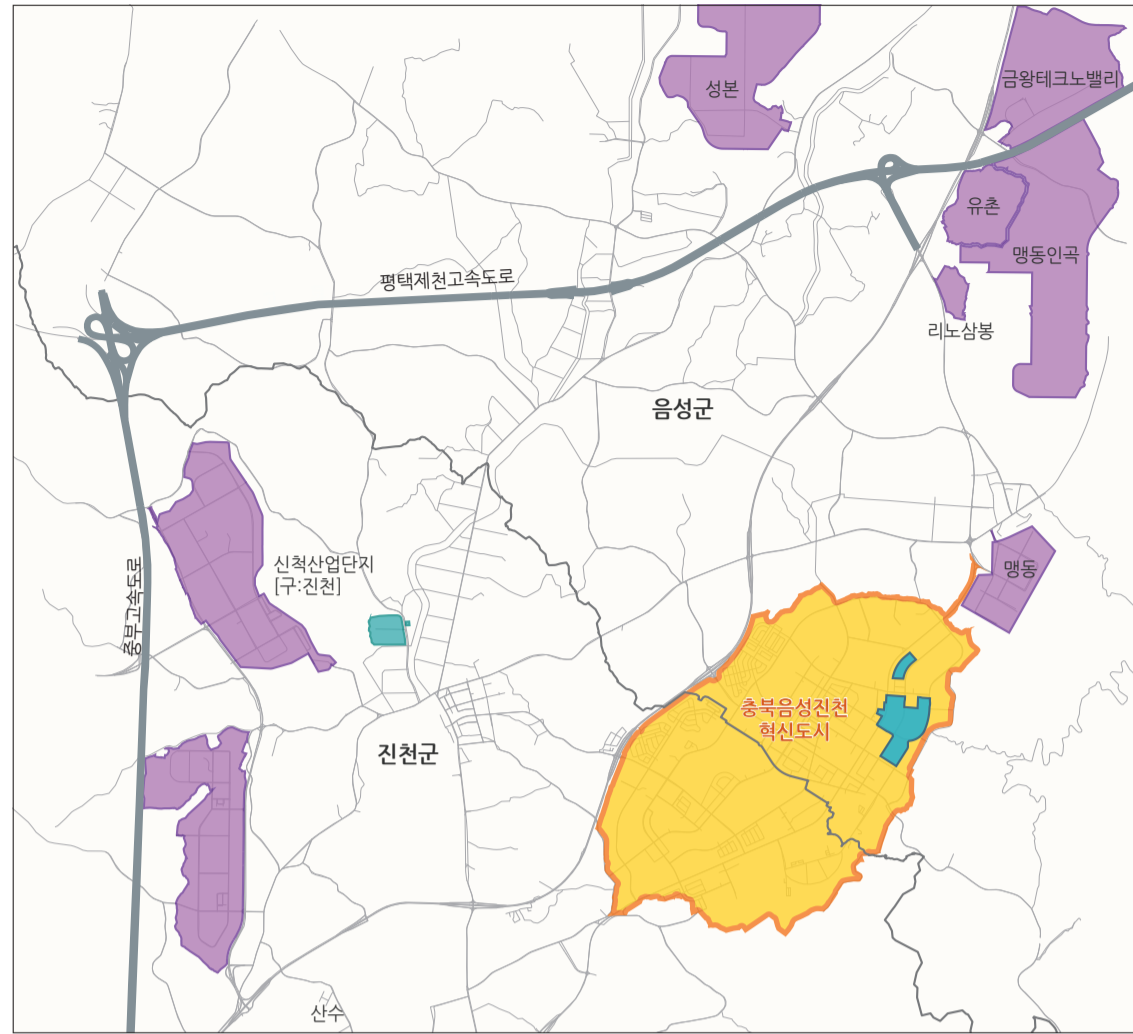 금왕테크노밸리
성본
유촌
맹동인곡
평택제천고속도로
리노삼봉
음성군
중부고속도로
신척산업단지
[구:진천]
맹동
충북음성진천
혁신도시
진천군
산수